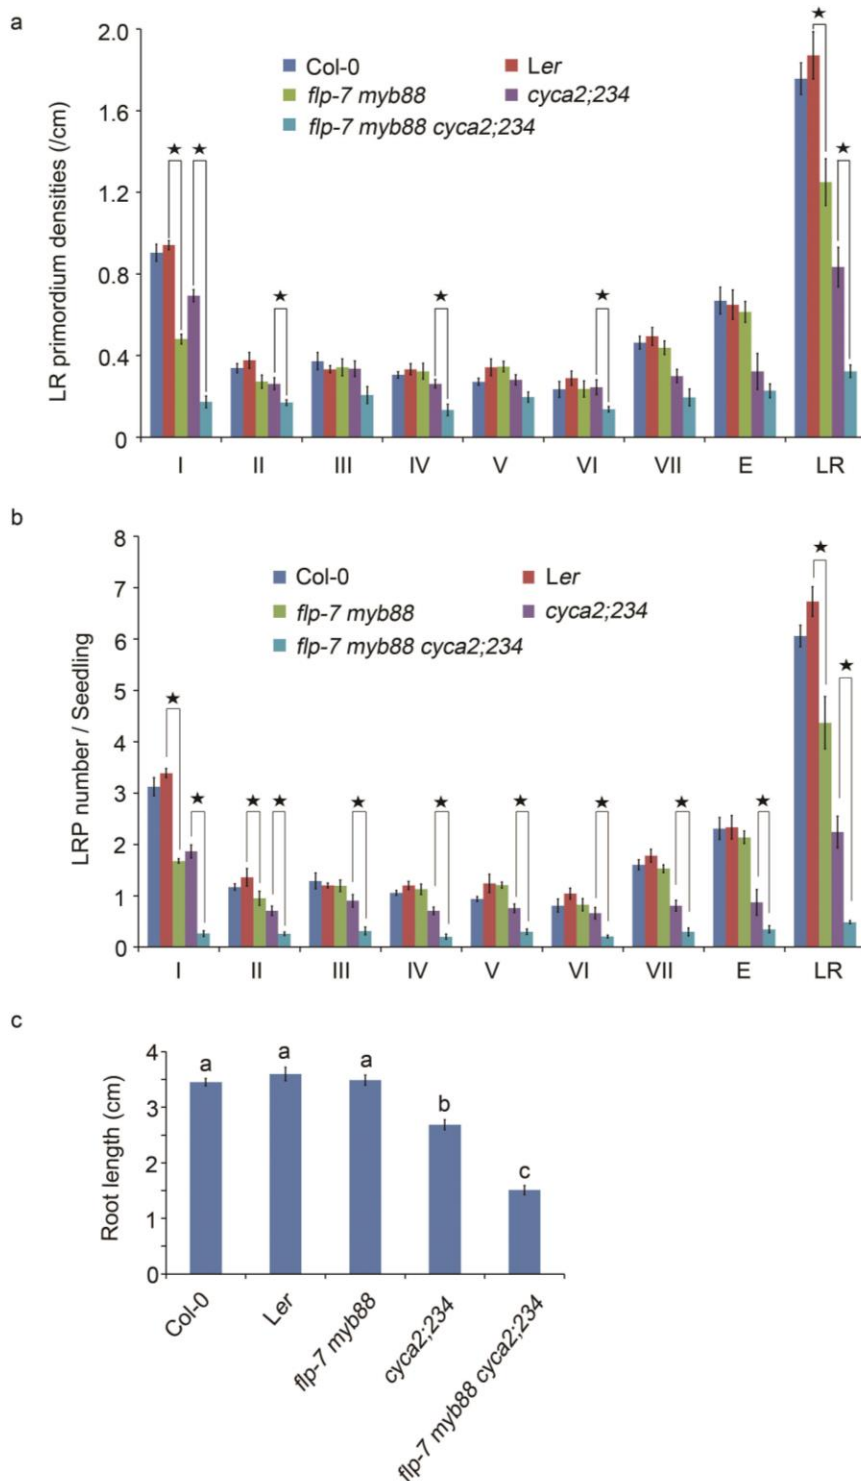 a
LR primordium densities (/cm)
2.0
1.6
1.2
0.8
0.4
0
Col-0
Ler
flp-7 myb88
cyca2;234
flp-7 myb88 cyca2;234
★
★
★
★
★
★
★
I
II
III
IV
V
VI
VII
E
LR
b
LRP number / Seedling
8
7
6
5
4
3
2
1
0
Col-0
Ler
flp-7 myb88
cyca2;234
flp-7 myb88 cyca2;234
★
★
★
★
★
★
★
★
★
★
★
★
I
II
III
IV
V
VI
VII
E
LR
c
Root length (cm)
4
3
2
1
0
a
a
a
b
c
Col-0
Ler
flp-7 myb88
cyca2;234
flp-7 myb88 cyca2;234